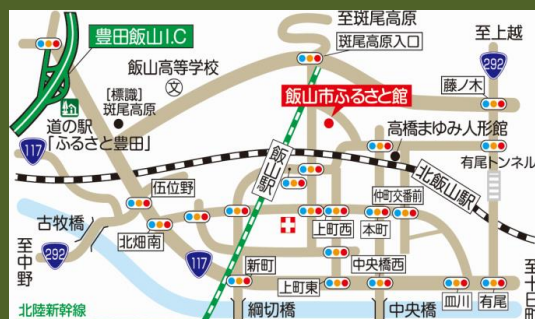 至斑尾高原
至上越
豊田飯山I.C
斑尾高原入口
292
飯山高等学校
文
[標識]
斑尾高原
藤ノ木
飯山市ふるさと館
道の駅
「ふるさと豊田」
高橋まゆみ人形館
117
飯山駅
有尾トンネル
北飯山駅
伍位野
仲町交番前
古牧橋
北畑南
上町西
本町
至中野
292
117
新町
中央橋西
上町東
皿川
有尾
至十日町
北陸新幹線
綱切橋
中央橋